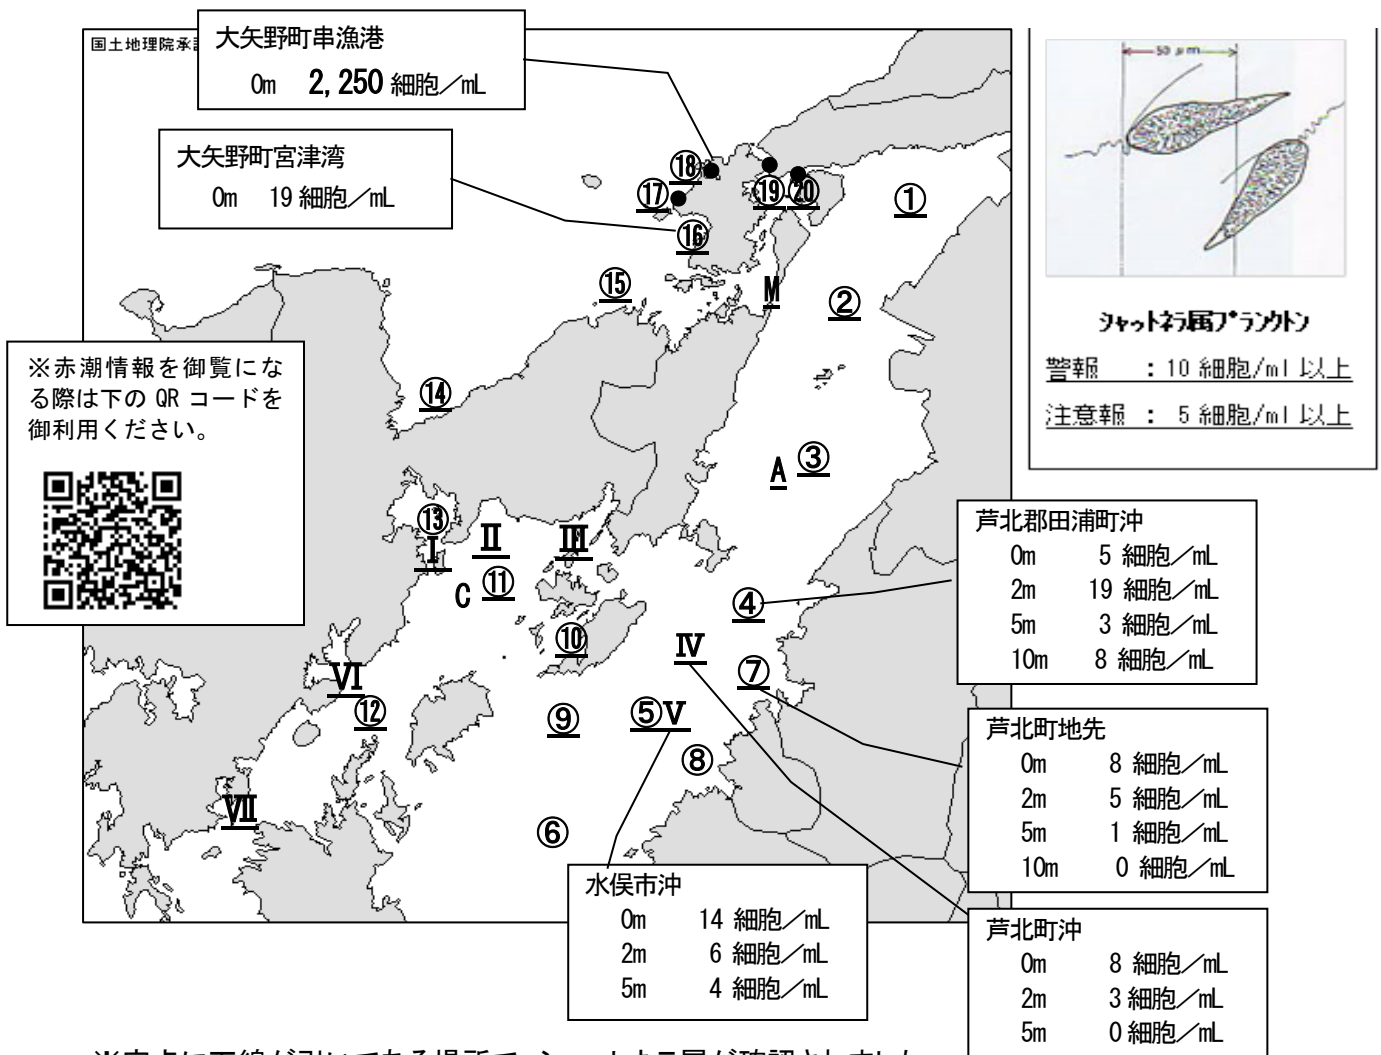 国土地理院承
大矢野町串漁港
0m 2,250 細胞／mL
大矢野町宮津湾
0m 19 細胞／mL
50 μm
シャットネラ属プランクトン
警報 ：10 細胞/ml 以上
注意報 ： 5 細胞/ml 以上
※赤潮情報を御覧にな
る際は下の QR コードを
御利用ください。
⑱
⑰
⑲
⑳
①
⑯
⑮
M
②
⑭
A
③
⑬
Ⅰ
Ⅱ
Ⅲ
C
⑪
④
⑩
Ⅳ
⑦
Ⅵ
⑫
⑨
⑤Ⅴ
⑧
Ⅶ
⑥
芦北郡田浦町沖
0m 5 細胞／mL
2m 19 細胞／mL
5m 3 細胞／mL
10m 8 細胞／mL
芦北町地先
0m 8 細胞／mL
2m 5 細胞／mL
5m 1 細胞／mL
10m 0 細胞／mL
水俣市沖
0m 14 細胞／mL
2m 6 細胞／mL
5m 4 細胞／mL
芦北町沖
0m 8 細胞／mL
2m 3 細胞／mL
5m 0 細胞／mL